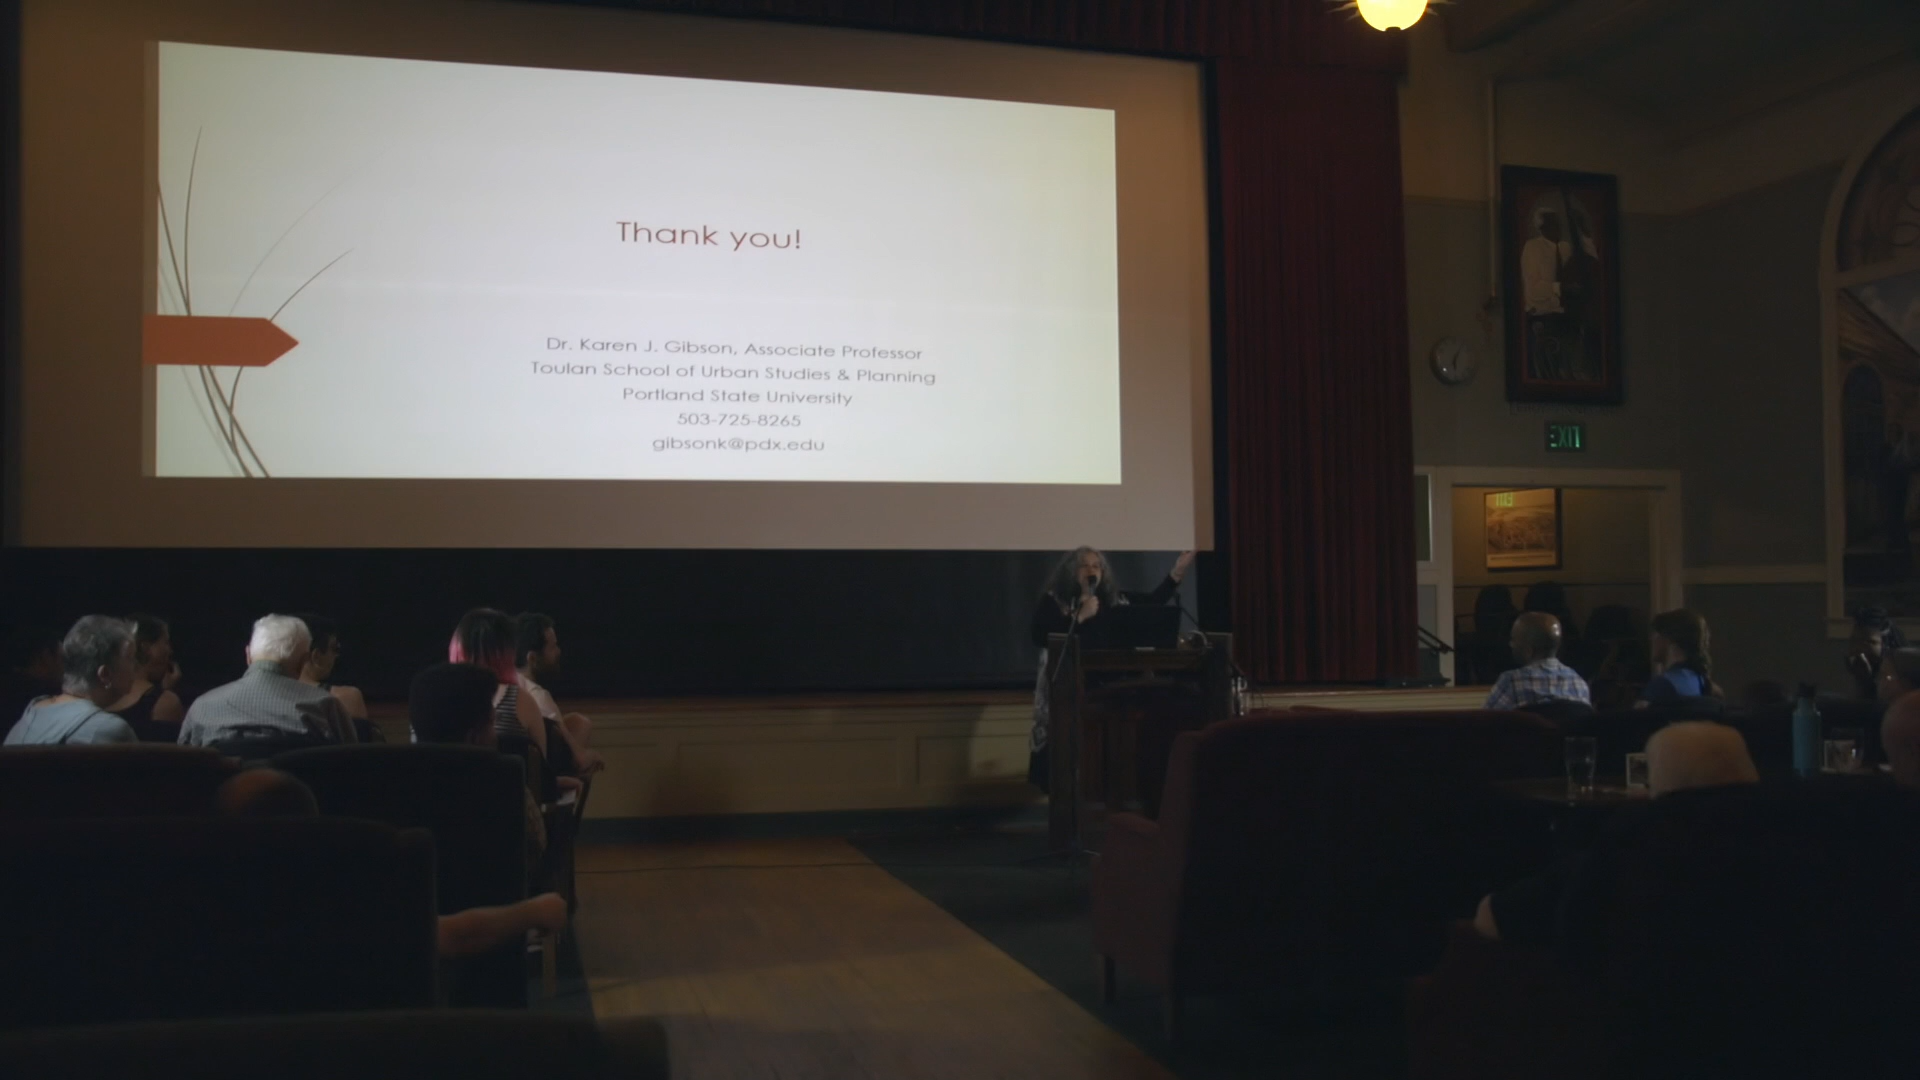 Thank you!
Dr. Karen J. Gibson, Associate Professor
Toulan School of Urban Studies & Planning
Portland State University
503-725-8265
gibsonk@pdx.edu
EXIT